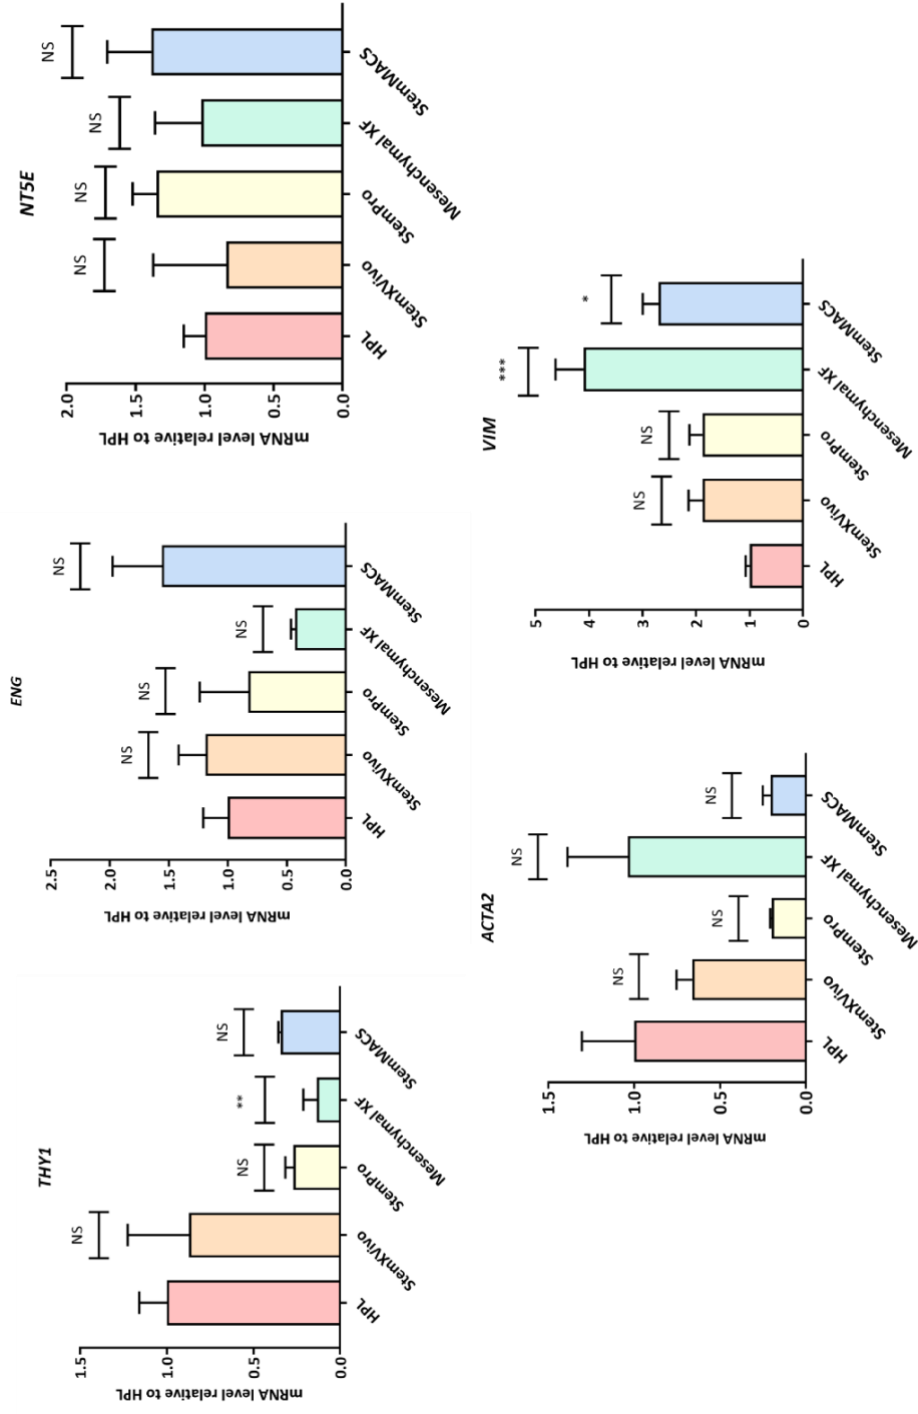 THY1
mRNA level relative to HPL
1.5
1.0
0.5
0.0
NS
NS
**
NS
HPL
StemXVivo
StemPro
Mesenchymal XF
StemMACS
ENG
mRNA level relative to HPL
2.5
2.0
1.5
1.0
0.5
0.0
NS
NS
NS
NS
HPL
StemXVivo
StemPro
Mesenchymal XF
StemMACS
NT5E
mRNA level relative to HPL
2.0
1.5
1.0
0.5
0.0
NS
NS
NS
NS
HPL
StemXVivo
StemPro
Mesenchymal XF
StemMACS
ACTA2
mRNA level relative to HPL
1.5
1.0
0.5
0.0
NS
NS
NS
NS
HPL
StemXVivo
StemPro
Mesenchymal XF
StemMACS
VIM
mRNA level relative to HPL
5
4
3
2
1
0
NS
NS
***
*
HPL
StemXVivo
StemPro
Mesenchymal XF
StemMACS